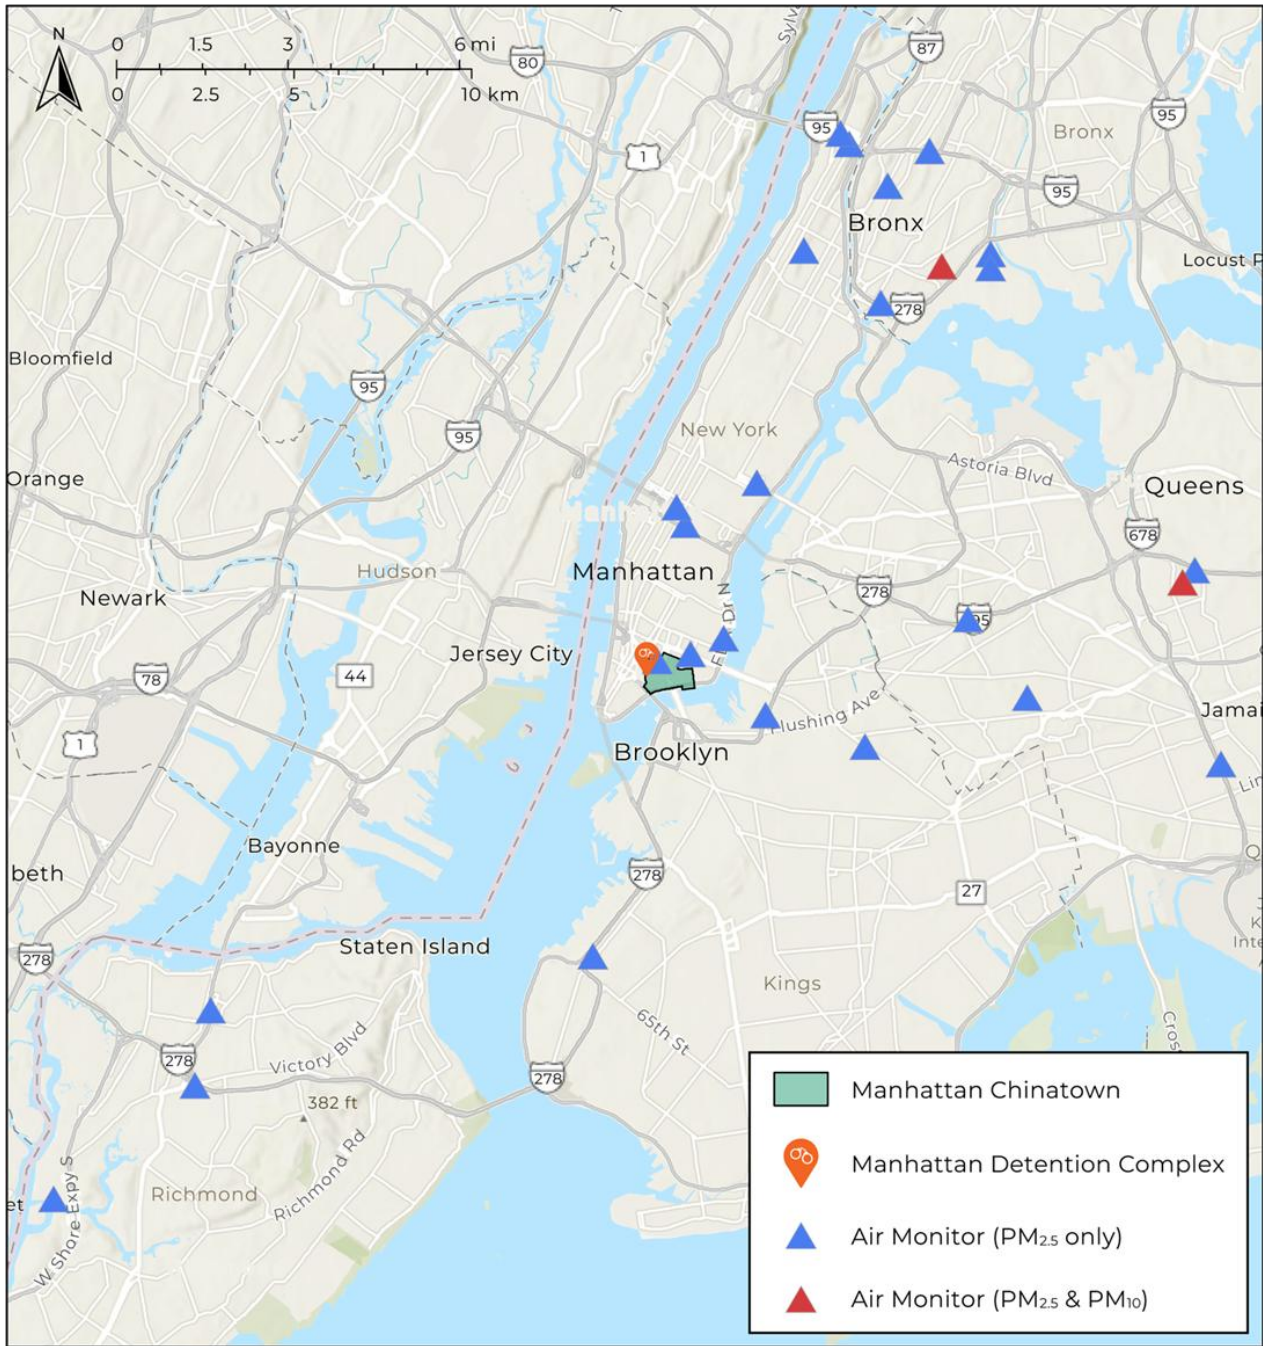 N
0 1.5 3 6 mi
0 2.5 5 10 km
80
87
95
95
Bronx
1
95
Bronx
Locust P
278
Bloomfield
95
New York
95
Astoria Blvd
Orange
Queens
678
Manhattan
Hudson
278
Newark
Jersey City
78
44
Jamai
Flushing Ave
1
Brooklyn
Bayonne
beth
278
27
Staten Island
278
Kings
65th St
Victory Blvd
278
278
382 ft
Richmond
Richmond Rd
et
W Shore Expy S
Manhattan Chinatown
Manhattan Detention Complex
Air Monitor (PM2.5 only)
Air Monitor (PM2.5 & PM10)